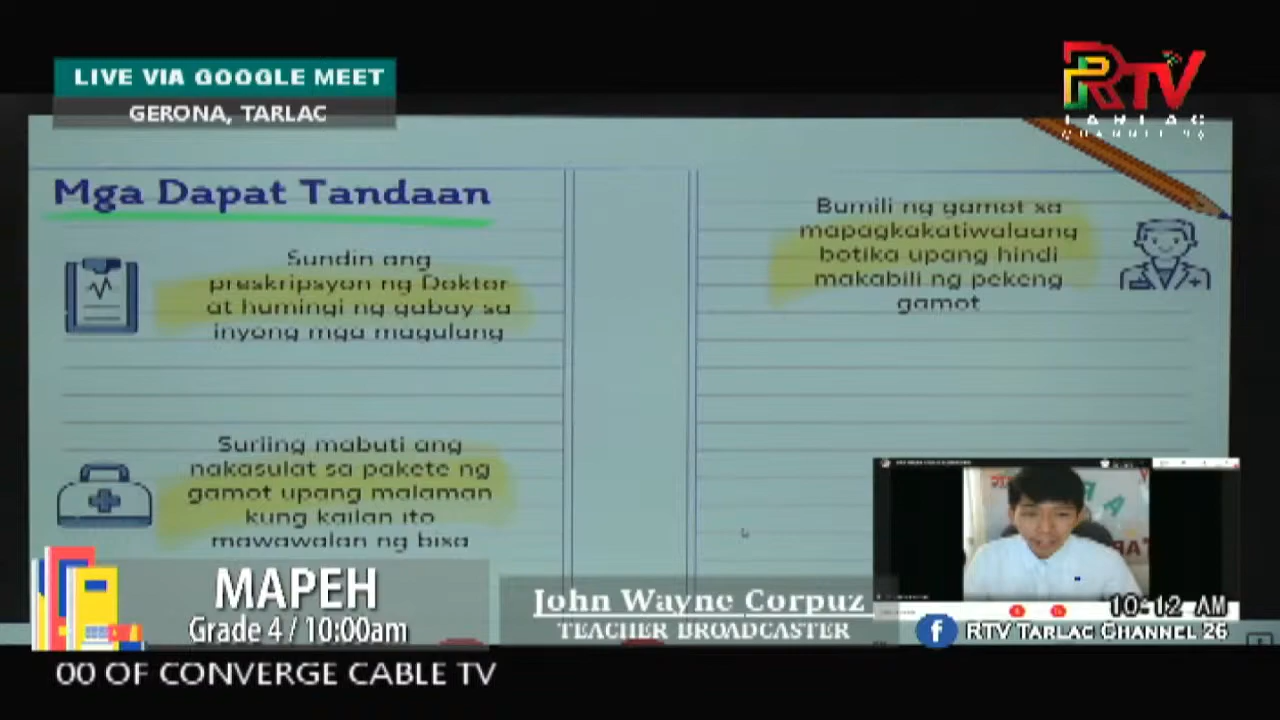 LIVE VIA GOOGLE MEET
GERONA, TARLAC
RTV
TARLAC
CHANNEL 26
Mga Dapat Tandaan
Sundin ang
preskripsyon ng Doktor
at humingi ng gabay sa
inyong mga magulang
Suriing mabuti ang
nakasulat sa pakete ng
gamot upang malaman
kung kailan ito
mawawalan ng bisa
Bumili ng gamot sa
mapagkakatiwalaang
botika upang hindi
makabili ng pekeng
gamot
MAPEH
Grade 4 / 10:00am
John Wayne Corpuz
TEACHER BROADCASTER
10:12 AM
f RTV TARLAC CHANNEL 26
00 OF CONVERGE CABLE TV